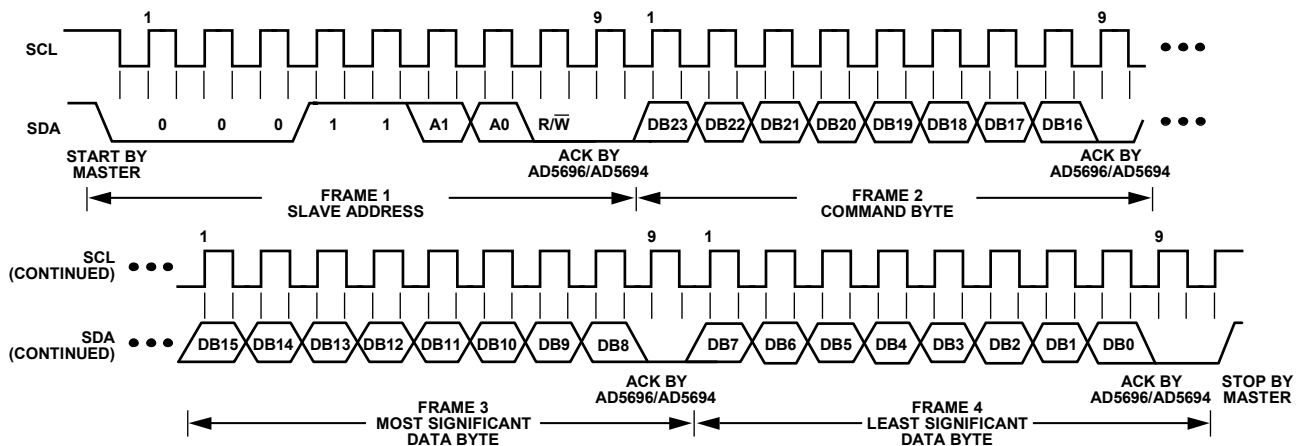 1 9 1 9
SCL
SDA
0 0 0 1 1 A1 A0 R/W̅ DB23 DB22 DB21 DB20 DB19 DB18 DB17 DB16
START BY
MASTER
ACK BY
AD5696/AD5694
ACK BY
AD5696/AD5694
FRAME 1
SLAVE ADDRESS
FRAME 2
COMMAND BYTE
1 9 1 9
SCL
(CONTINUED)
SDA
(CONTINUED)
DB15 DB14 DB13 DB12 DB11 DB10 DB9 DB8 DB7 DB6 DB5 DB4 DB3 DB2 DB1 DB0
ACK BY
AD5696/AD5694
ACK BY
AD5696/AD5694
STOP BY
MASTER
FRAME 3
MOST SIGNIFICANT
DATA BYTE
FRAME 4
LEAST SIGNIFICANT
DATA BYTE